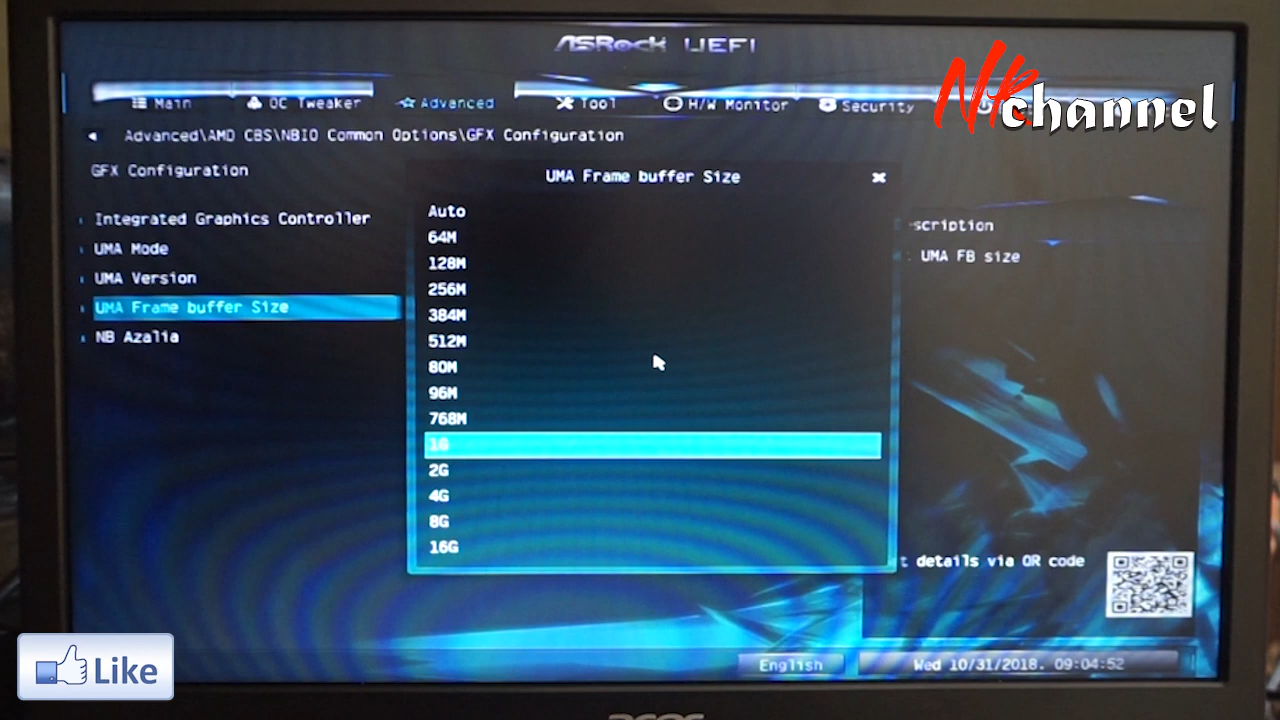 ASRock UEFI
Main
OC Tweaker
Advanced
Tool
H/W Monitor
Security
NKchannel
Advanced\AMD CBS\NBIO Common Options\GFX Configuration
GFX Configuration
UMA Frame buffer Size
Integrated Graphics Controller
UMA Mode
UMA Version
UMA Frame buffer Size
NB Azalia
Auto
64M
128M
256M
384M
512M
80M
96M
768M
1G
2G
4G
8G
16G
escription
UMA FB size
t details via QR code
English
Wed 10/31/2018. 09:04:52
Like
acer